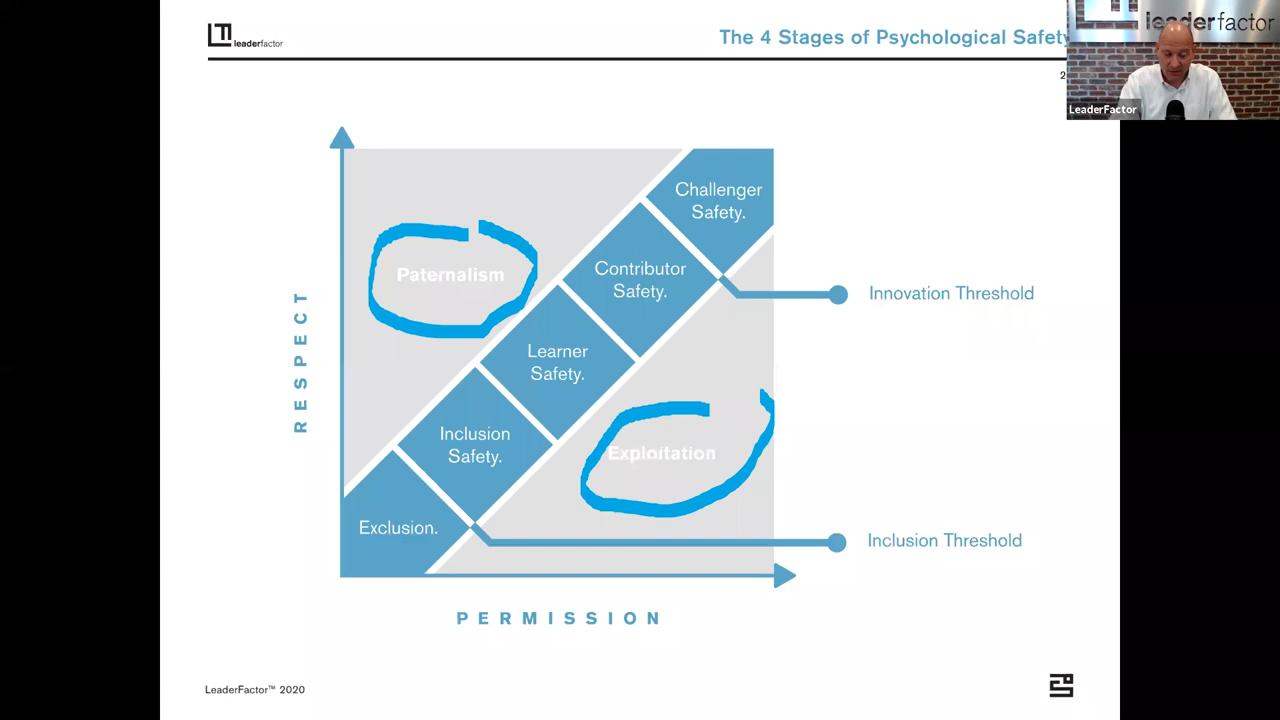 leaderfactor
The 4 Stages of Psychological Safety
leaderfactor
LeaderFactor
Challenger
Safety.
Contributor
Safety.
Paternalism
Innovation Threshold
RESPECT
Learner
Safety.
Inclusion
Safety.
Exploitation
Exclusion.
Inclusion Threshold
PERMISSION
LeaderFactor™ 2020